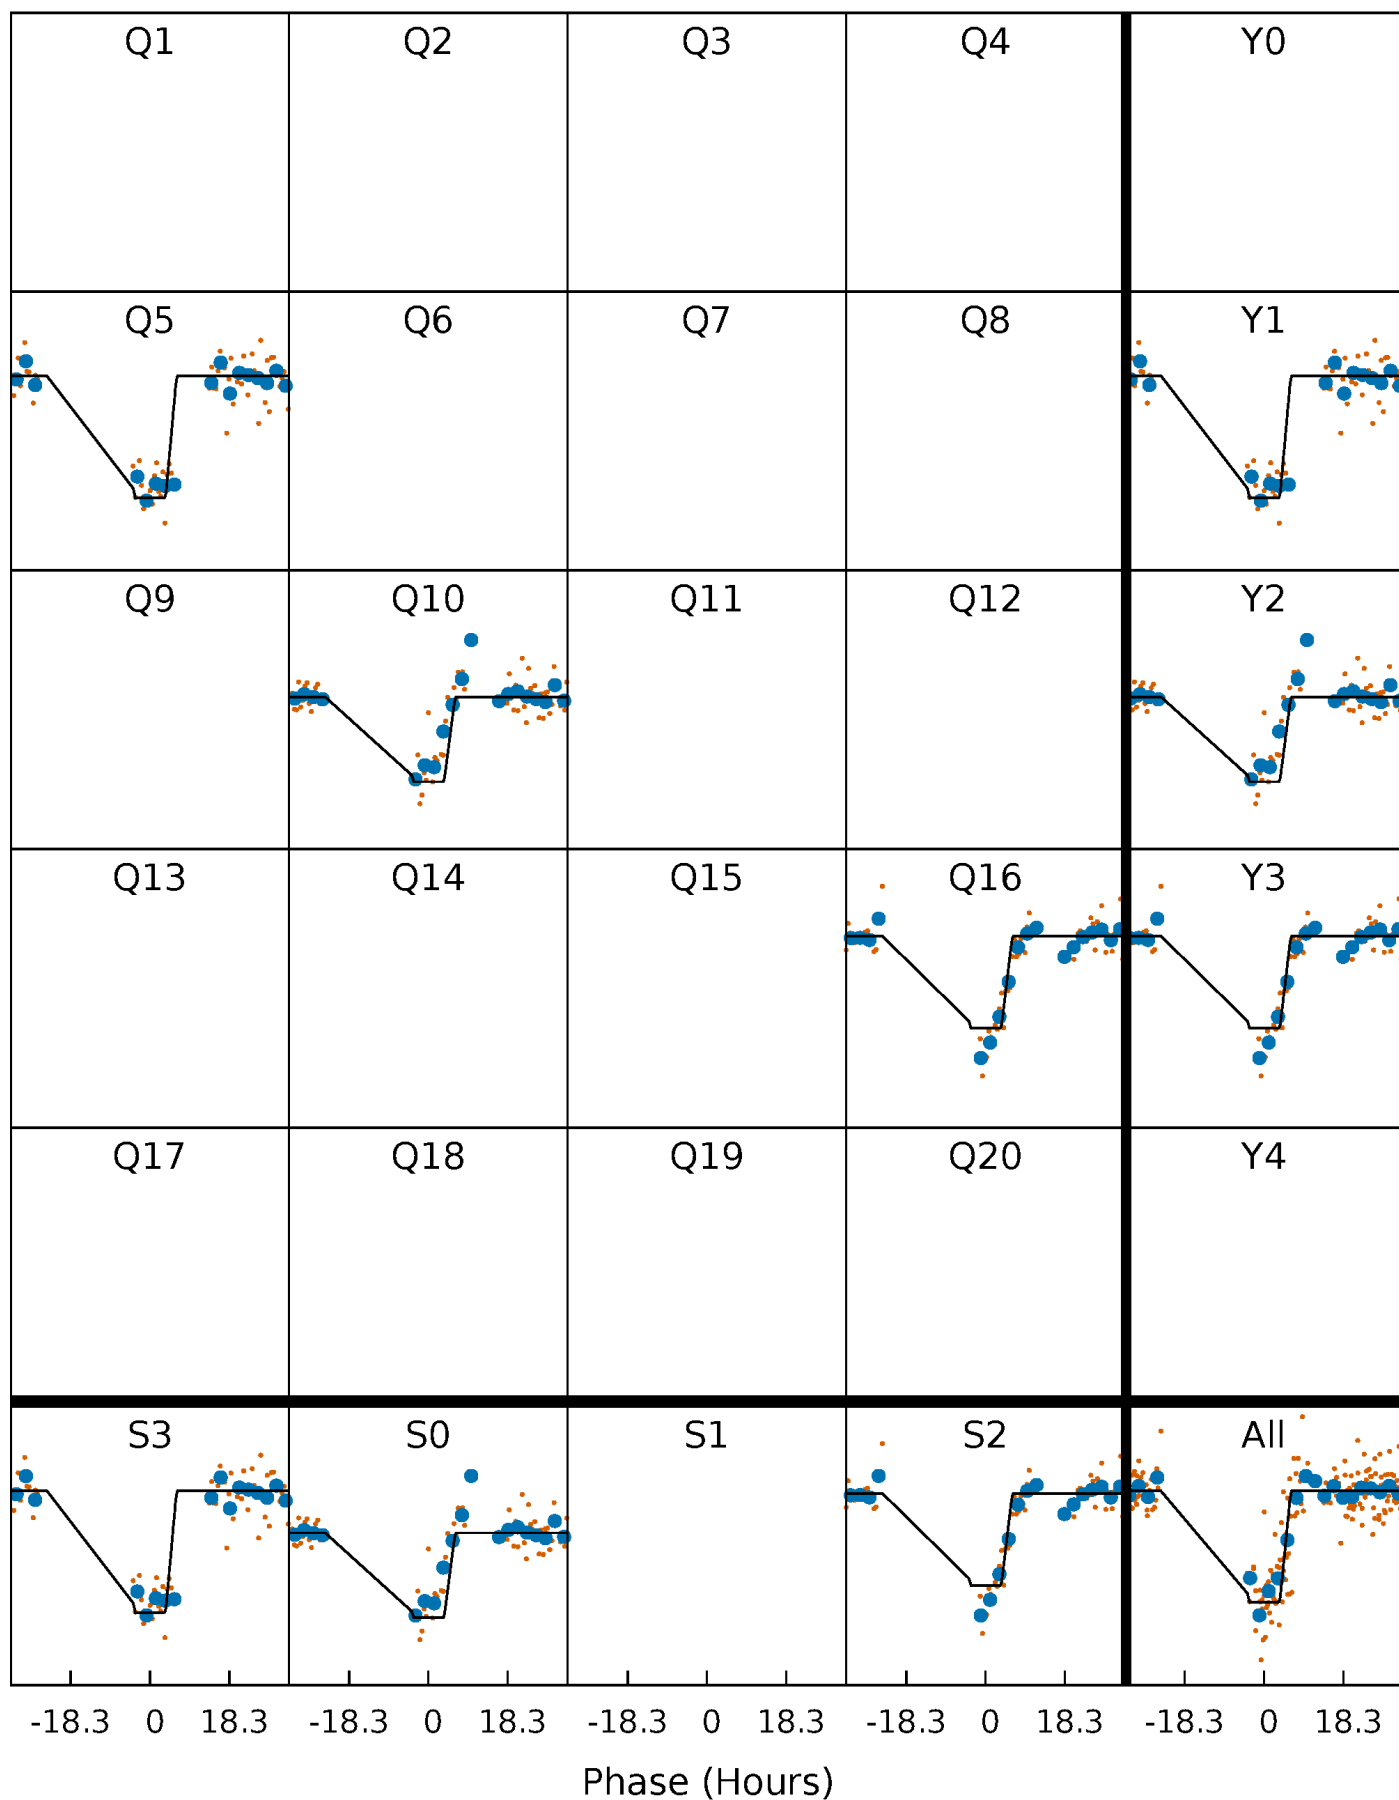 Q1 Q2 Q3 Q4 Y0
Q5 Q6 Q7 Q8 Y1
Q9 Q10 Q11 Q12 Y2
Q13 Q14 Q15 Q16 Y3
Q17 Q18 Q19 Q20 Y4
S3 S0 S1 S2 All
-18.3 0 18.3 -18.3 0 18.3 -18.3 0 18.3 -18.3 0 18.3 -18.3 0 18.3
Phase (Hours)